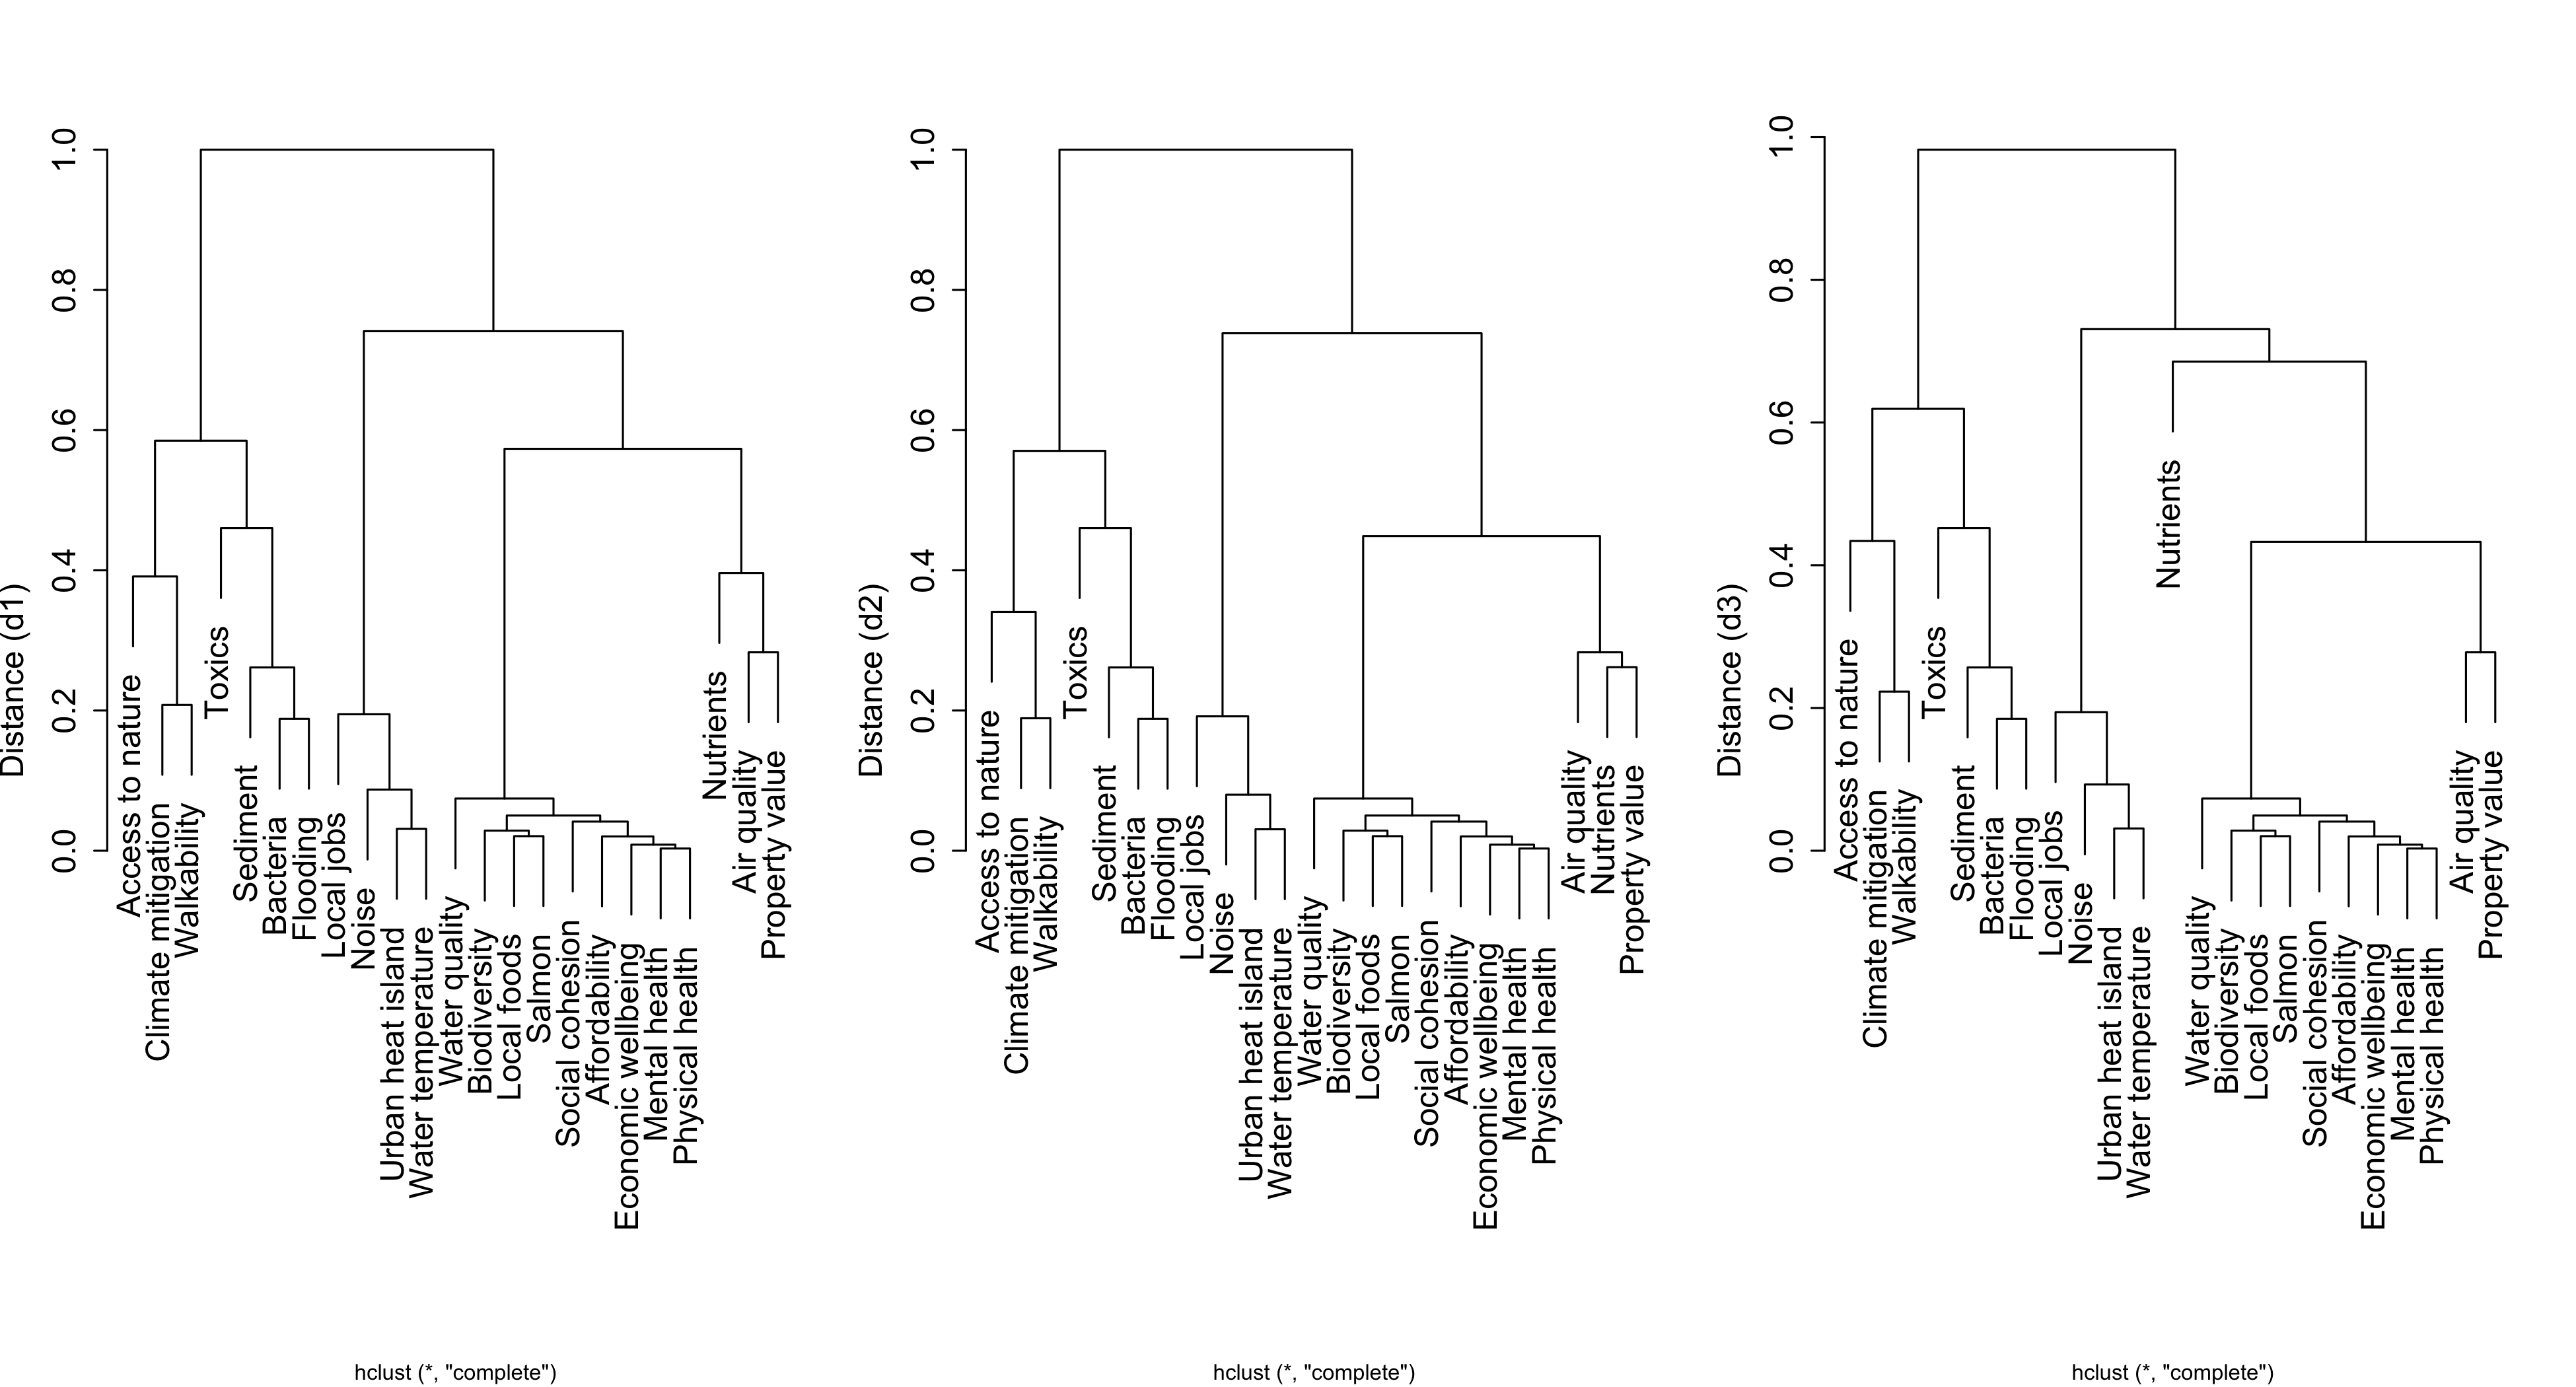 Distance (d1)
0.0
0.2
0.4
0.6
0.8
1.0
Access to nature
Climate mitigation
Walkability
Toxics
Sediment
Bacteria
Flooding
Local jobs
Noise
Urban heat island
Water temperature
Water quality
Biodiversity
Local foods
Salmon
Social cohesion
Affordability
Economic wellbeing
Mental health
Physical health
Nutrients
Air quality
Property value
hclust (*, "complete")
Distance (d2)
0.0
0.2
0.4
0.6
0.8
1.0
Access to nature
Climate mitigation
Walkability
Toxics
Sediment
Bacteria
Flooding
Local jobs
Noise
Urban heat island
Water temperature
Water quality
Biodiversity
Local foods
Salmon
Social cohesion
Affordability
Economic wellbeing
Mental health
Physical health
Air quality
Nutrients
Property value
hclust (*, "complete")
Distance (d3)
0.0
0.2
0.4
0.6
0.8
1.0
Access to nature
Climate mitigation
Walkability
Toxics
Sediment
Bacteria
Flooding
Local jobs
Noise
Urban heat island
Water temperature
Nutrients
Water quality
Biodiversity
Local foods
Salmon
Social cohesion
Affordability
Economic wellbeing
Mental health
Physical health
Air quality
Property value
hclust (*, "complete")